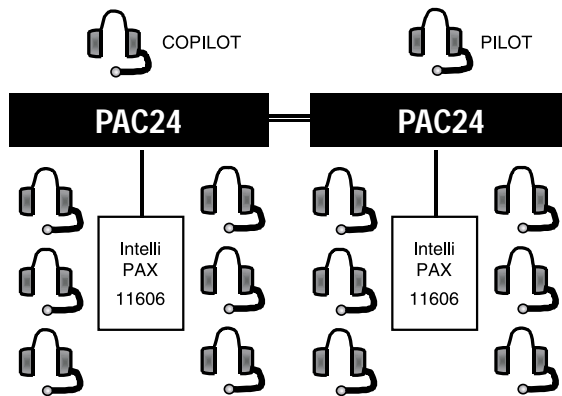 COPILOT
PILOT
PAC24
PAC24
Intelli
PAX
11606
Intelli
PAX
11606